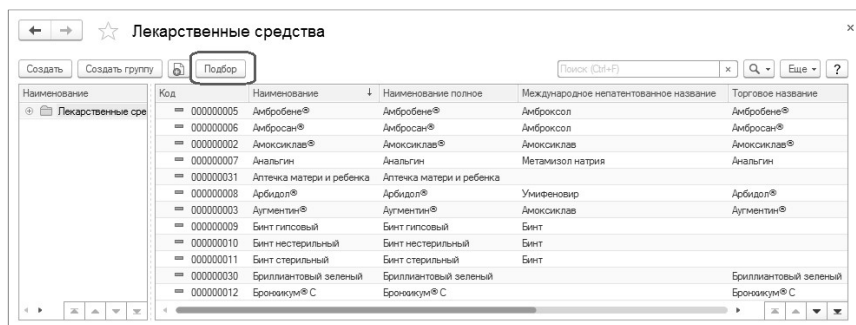 Лекарственные средства
Создать Создать группу Подбор Поиск (Ctrl+F) × Еще ?
Наименование Код Наименование ↓ Наименование полное Международное непатентованное название Торговое название
Лекарственные сре 000000005 Амбробене® Амбробене® Амброксол Амбробене®
000000006 Амбросан® Амбросан® Амброксол Амбросан®
000000002 Амоксиклав® Амоксиклав® Амоксиклав Амоксиклав®
000000007 Анальгин Анальгин Метамизол натрия Анальгин
000000031 Аптечка матери и ребенка Аптечка матери и ребенка
000000008 Арбидол® Арбидол® Умифеновир Арбидол®
000000003 Аугментин® Аугментин® Амоксиклав Аугментин®
000000009 Бинт гипсовый Бинт гипсовый Бинт
000000010 Бинт нестерильный Бинт нестерильный Бинт
000000011 Бинт стерильный Бинт стерильный Бинт
000000030 Бриллиантовый зеленый Бриллиантовый зеленый Бриллиантовый зеленый
000000012 Бронхикум® С Бронхикум® С Бронхикум® С